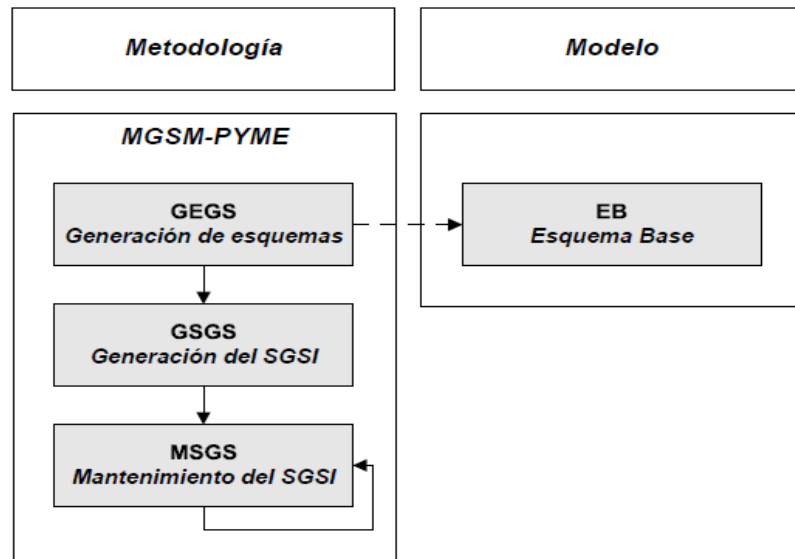 Metodología
Modelo
MGSM-PYME
GEGS
Generación de esquemas
EB
Esquema Base
GSGS
Generación del SGSI
MSGS
Mantenimiento del SGSI